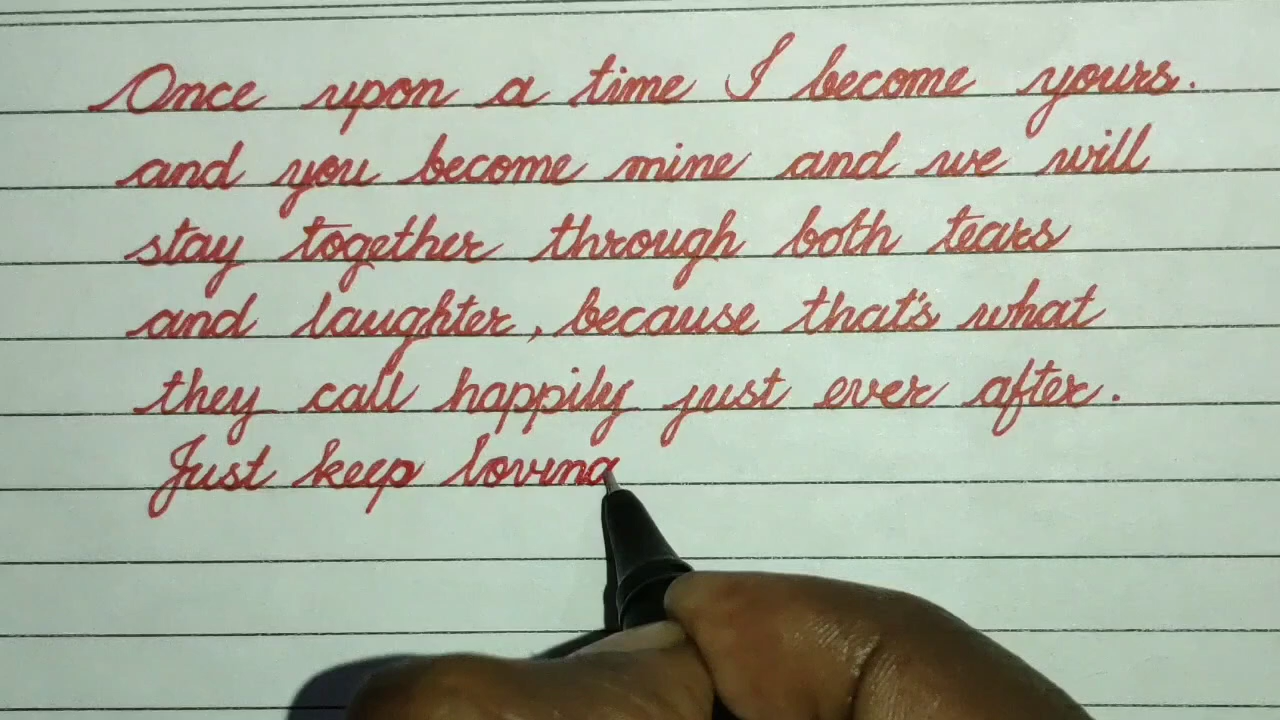 Once upon a time I become yours.
and you become mine and we will
stay together through both tears
and laughter, because that's what
they call happily just ever after.
Just keep lovina